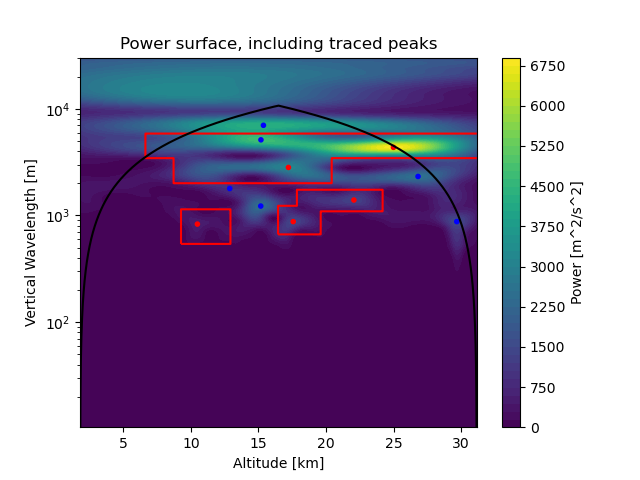 Power surface, including traced peaks
Vertical Wavelength [m]
10^4
10^3
10^2
5 10 15 20 25 30
Altitude [km]
6750
6000
5250
4500
3750
3000
2250
1500
750
0
Power [m^2/s^2]